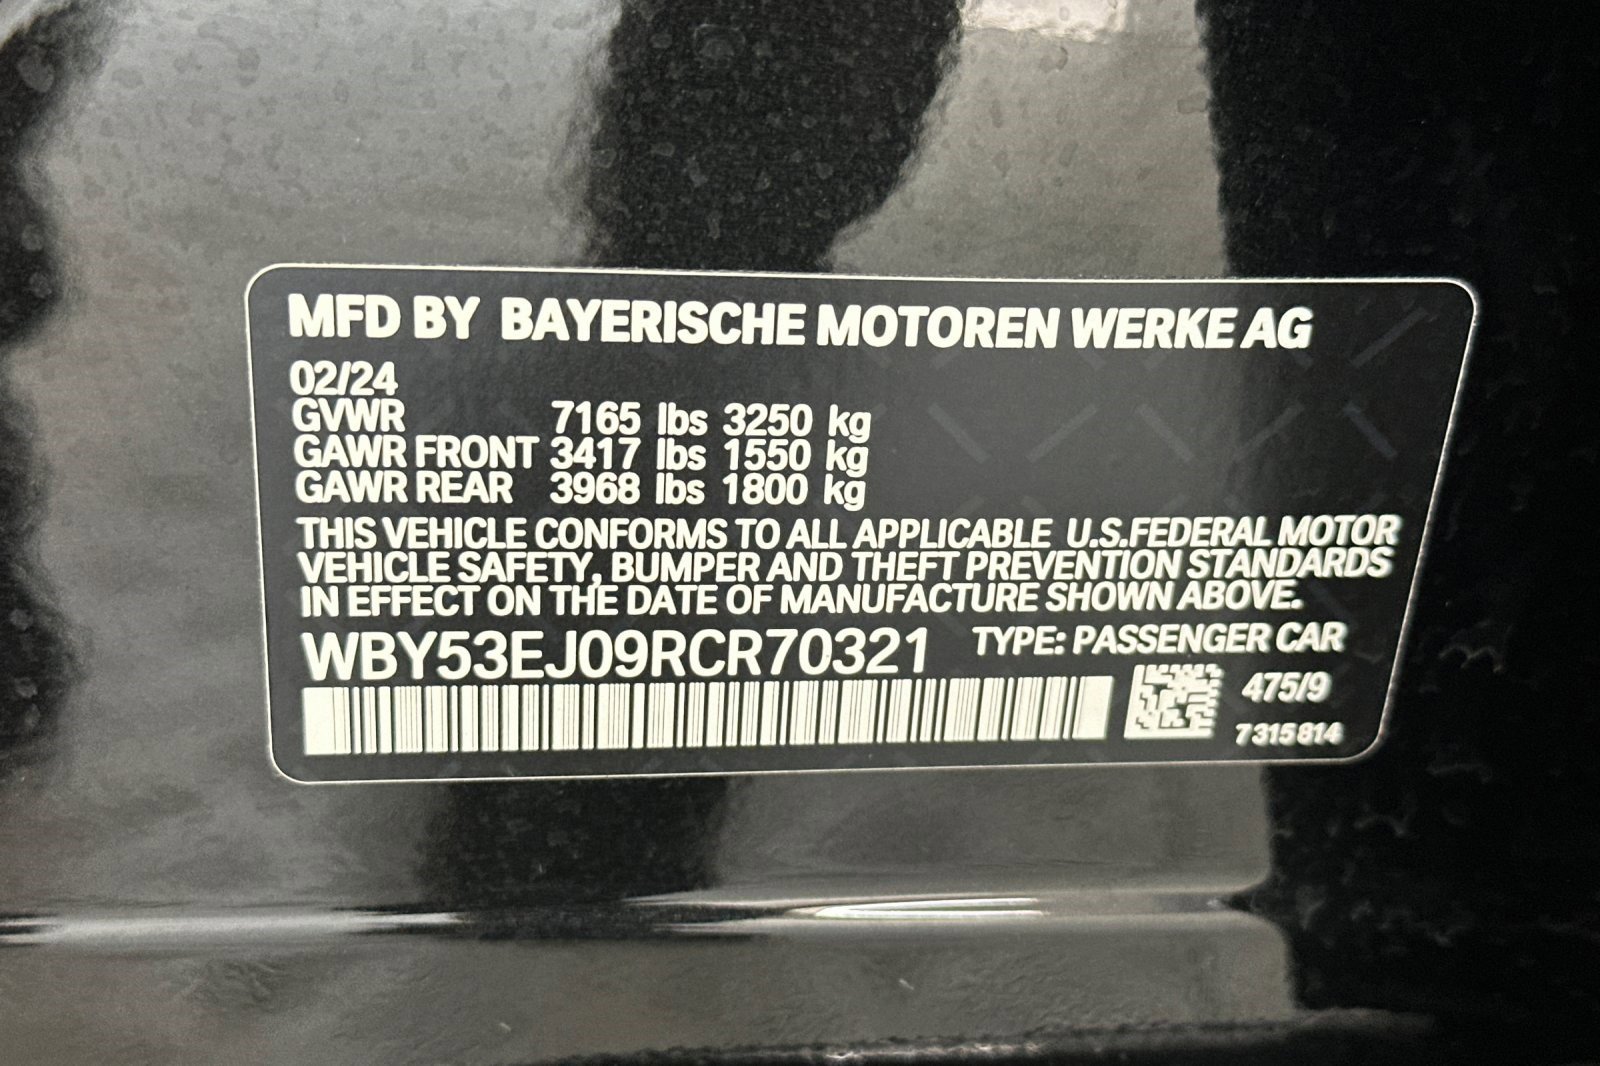 MFD BY BAYERISCHE MOTOREN WERKE AG
02/24
GVWR 7165 lbs 3250 kg
GAWR FRONT 3417 lbs 1550 kg
GAWR REAR 3968 lbs 1800 kg
THIS VEHICLE CONFORMS TO ALL APPLICABLE U.S.FEDERAL MOTOR
VEHICLE SAFETY, BUMPER AND THEFT PREVENTION STANDARDS
IN EFFECT ON THE DATE OF MANUFACTURE SHOWN ABOVE.
WBY53EJ09RCR70321 TYPE: PASSENGER CAR
475/9
7315814